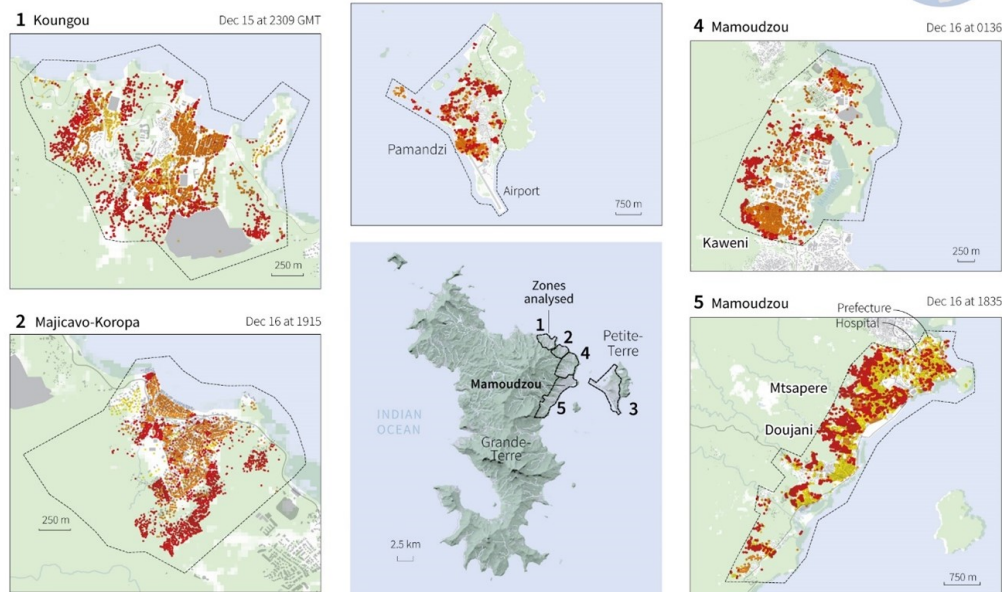 1 Koungou
Dec 15 at 2309 GMT
250 m
Pamandzi
Airport
750 m
4 Mamoudzou
Dec 16 at 0136
Kaweni
250 m
2 Majicavo-Koropa
Dec 16 at 1915
250 m
Zones
analysed
1
2
4
Mamoudzou
5
Petite-
Terre
3
INDIAN
OCEAN
Grande-
Terre
2.5 km
5 Mamoudzou
Dec 16 at 1835
Prefecture
Hospital
Mtsapere
Doujani
750 m